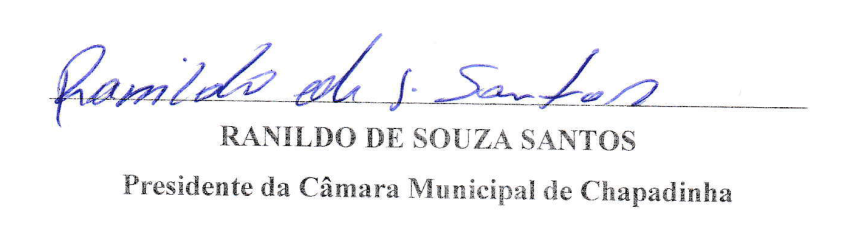 Ranildo de S. Santos
RANILDO DE SOUZA SANTOS
Presidente da Câmara Municipal de Chapadinha